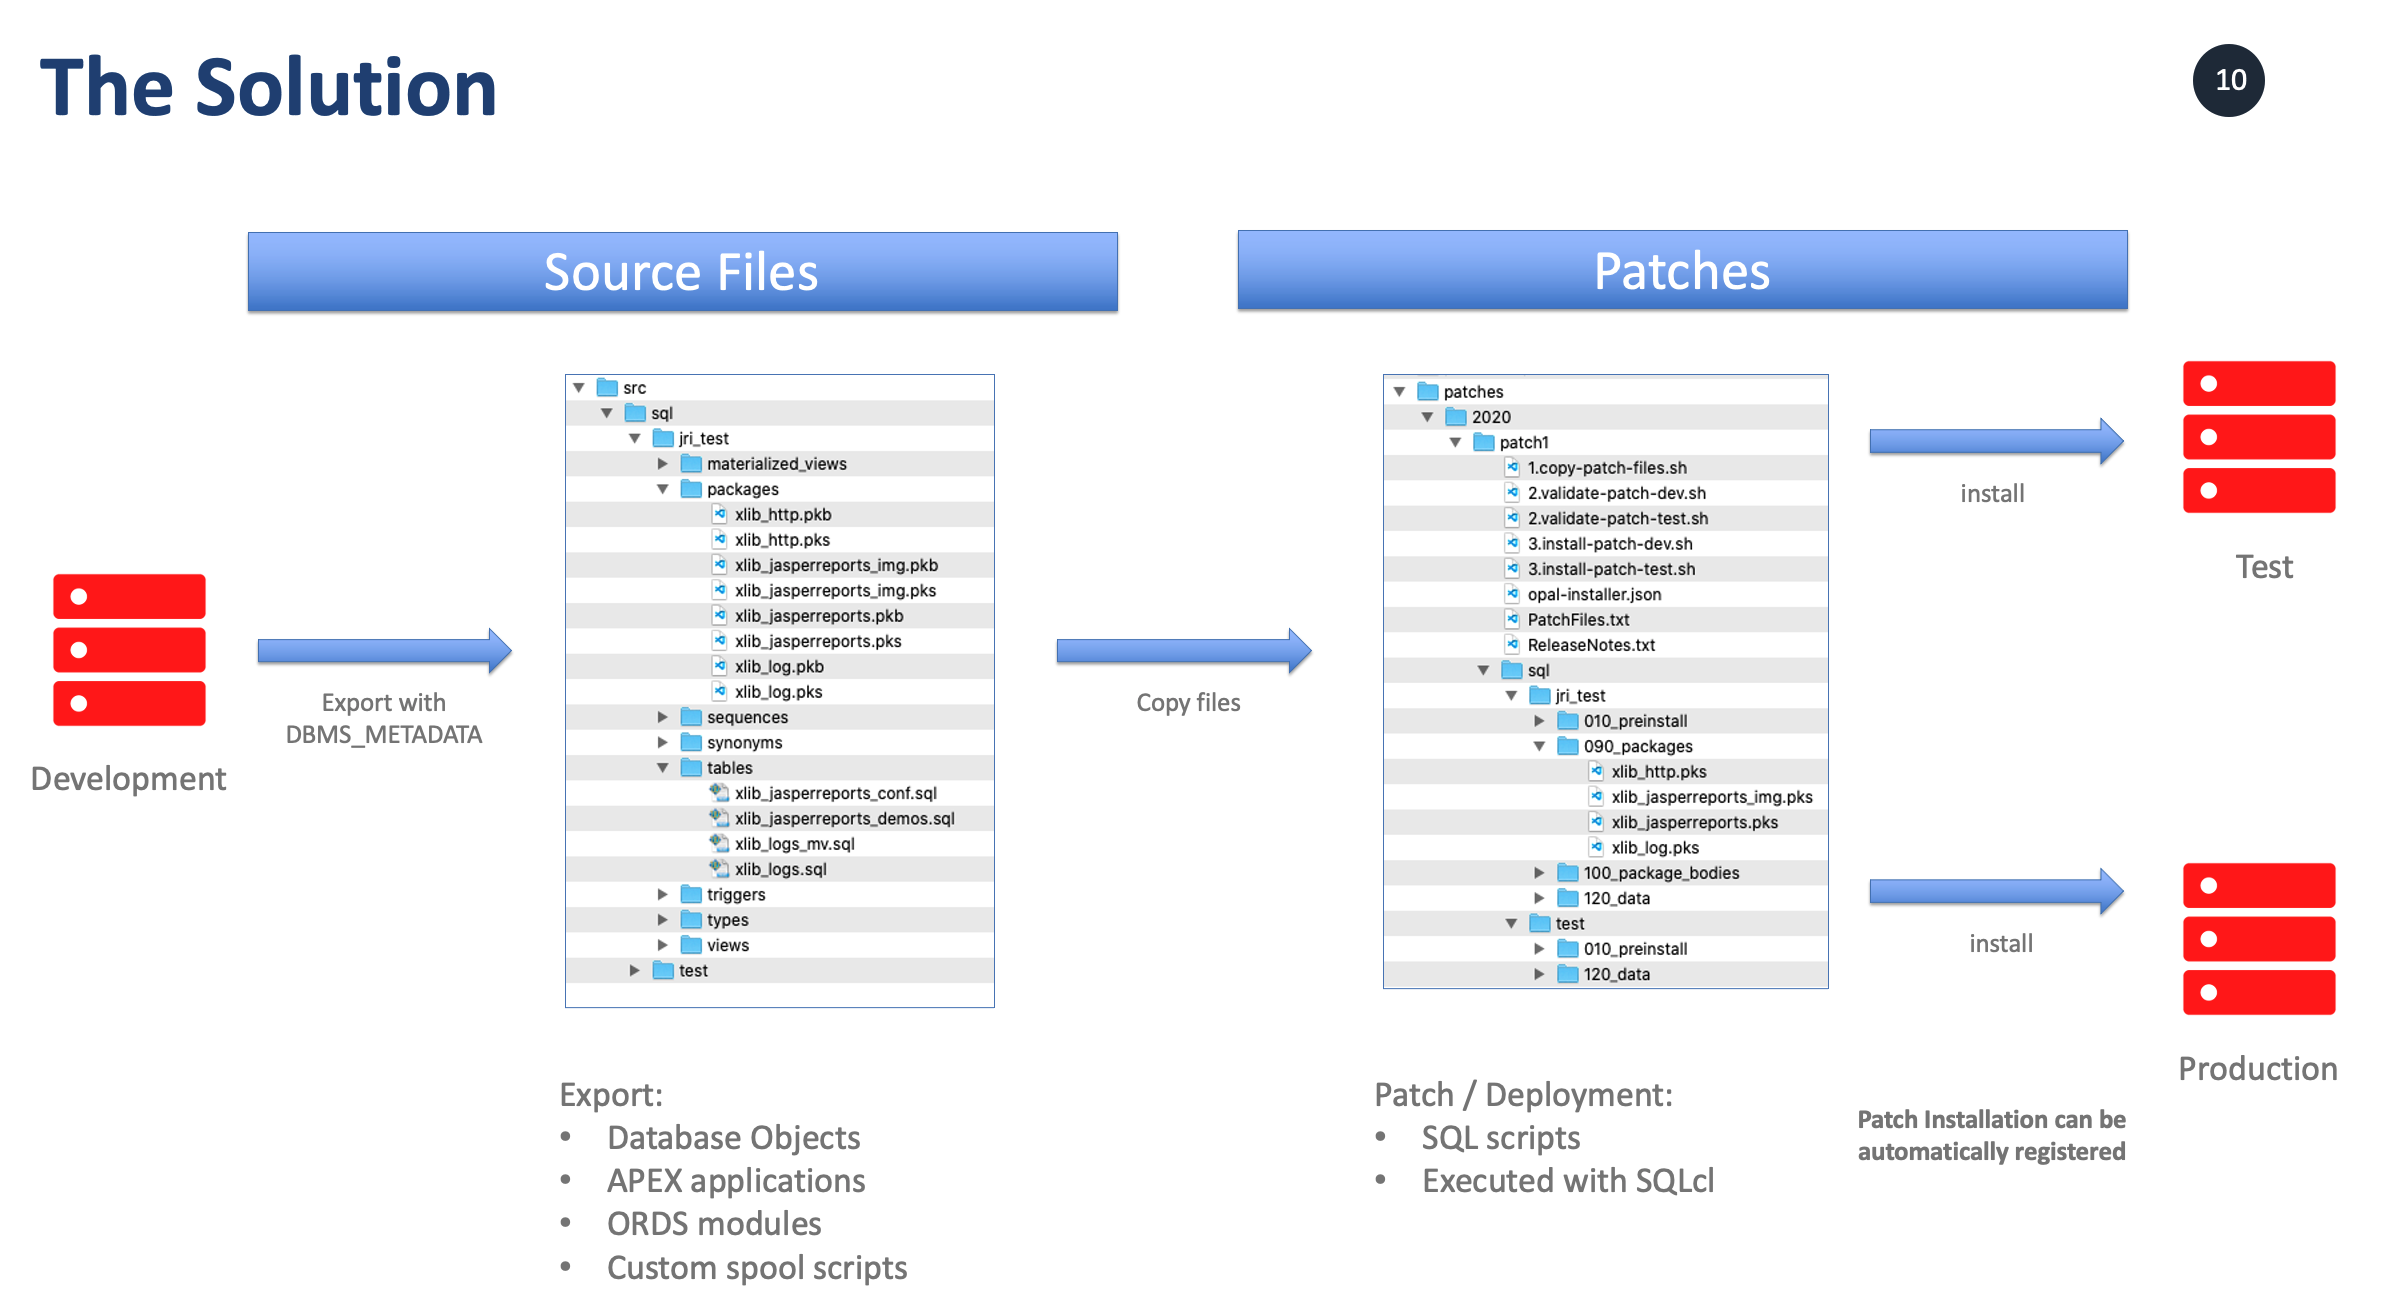 The Solution
10
Source Files
Patches
src
sql
jri_test
materialized_views
packages
xlib_http.pkb
xlib_http.pks
xlib_jasperreports_img.pkb
xlib_jasperreports_img.pks
xlib_jasperreports.pkb
xlib_jasperreports.pks
xlib_log.pkb
xlib_log.pks
sequences
synonyms
tables
xlib_jasperreports_conf.sql
xlib_jasperreports_demos.sql
xlib_logs_mv.sql
xlib_logs.sql
triggers
types
views
test
patches
2020
patch1
1.copy-patch-files.sh
2.validate-patch-dev.sh
2.validate-patch-test.sh
3.install-patch-dev.sh
3.install-patch-test.sh
opal-installer.json
PatchFiles.txt
ReleaseNotes.txt
sql
jri_test
010_preinstall
090_packages
xlib_http.pks
xlib_jasperreports_img.pks
xlib_jasperreports.pks
xlib_log.pks
100_package_bodies
120_data
test
010_preinstall
120_data
Development
Export with
DBMS_METADATA
Copy files
install
Test
install
Production
Export:
• Database Objects
• APEX applications
• ORDS modules
• Custom spool scripts
Patch / Deployment:
• SQL scripts
• Executed with SQLcl
Patch Installation can be
automatically registered